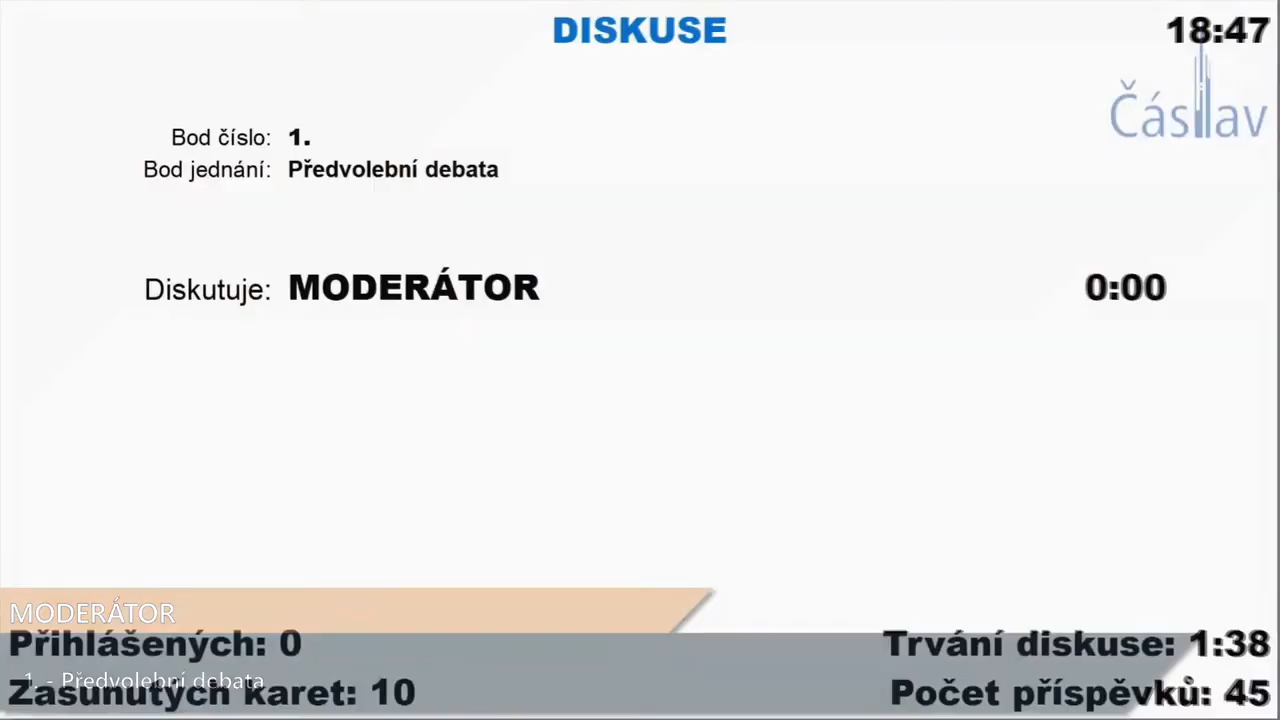 DISKUSE
18:47
Čáslav
Bod číslo: 1.
Bod jednání: Předvolební debata
Diskutuje: MODERÁTOR 0:00
MODERÁTOR
Přihlášených: 0
Trvání diskuse: 1:38
1. - Předvolební debata
Zasunutých karet: 10
Počet příspěvků: 45